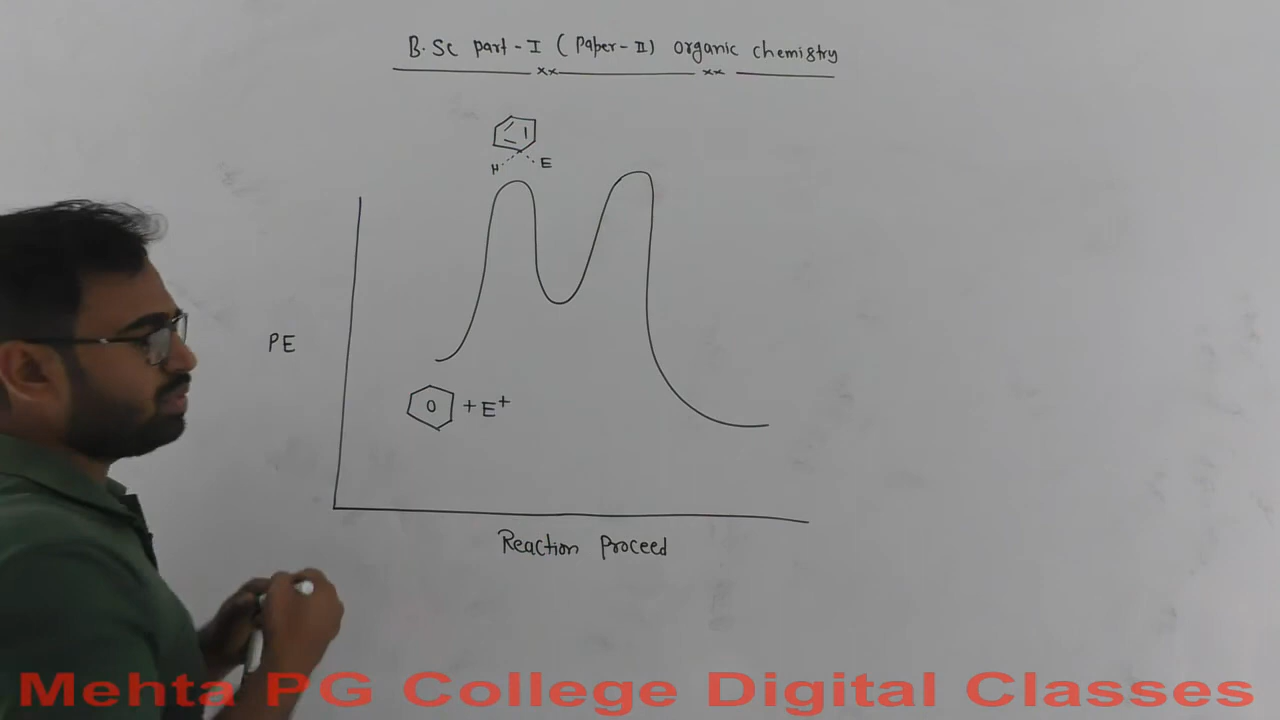 B.Sc part-I (Paper-II) organic chemistry
xx xx
H E
PE
+ E+
Reaction Proceed
Mehta PG College Digital Classes